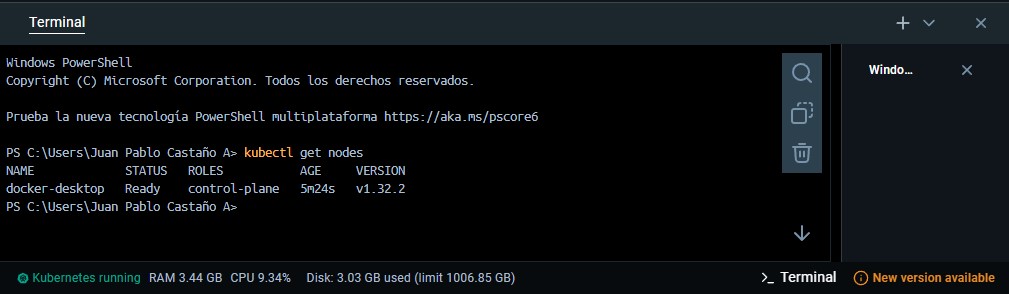 Terminal
Windows PowerShell
Copyright (C) Microsoft Corporation. Todos los derechos reservados.
Prueba la nueva tecnología PowerShell multiplataforma https://aka.ms/pscore6
PS C:\Users\Juan Pablo Castaño A> kubectl get nodes
NAME STATUS ROLES AGE VERSION
docker-desktop Ready control-plane 5m24s v1.32.2
PS C:\Users\Juan Pablo Castaño A>
Windo...
Kubernetes running RAM 3.44 GB CPU 9.34% Disk: 3.03 GB used (limit 1006.85 GB) >_ Terminal New version available